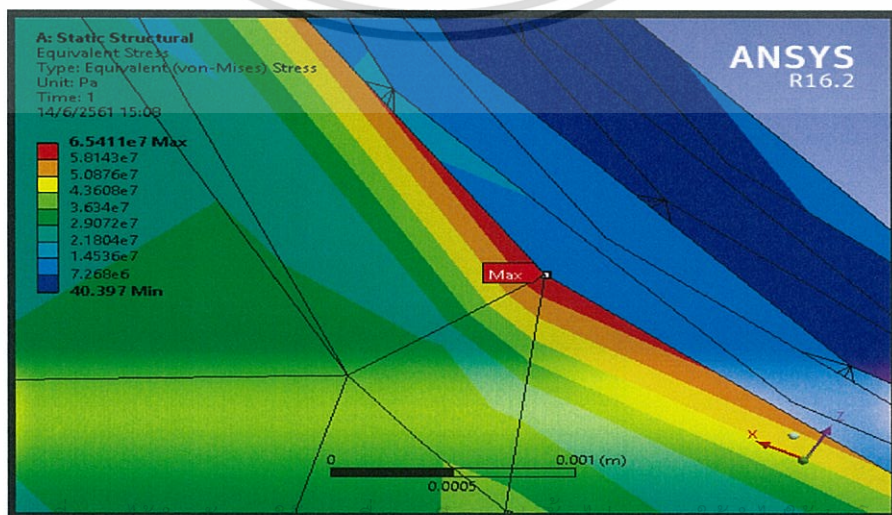 A: Static Structural
Equivalent Stress
Type: Equivalent (von-Mises) Stress
Unit: Pa
Time: 1
14/6/2561 15:08
6.5411e7 Max
5.8143e7
5.0876e7
4.3608e7
3.634e7
2.9072e7
2.1804e7
1.4536e7
7.268e6
40.397 Min
ANSYS
R16.2
Max
0
0.001 (m)
0.0005
X
Z